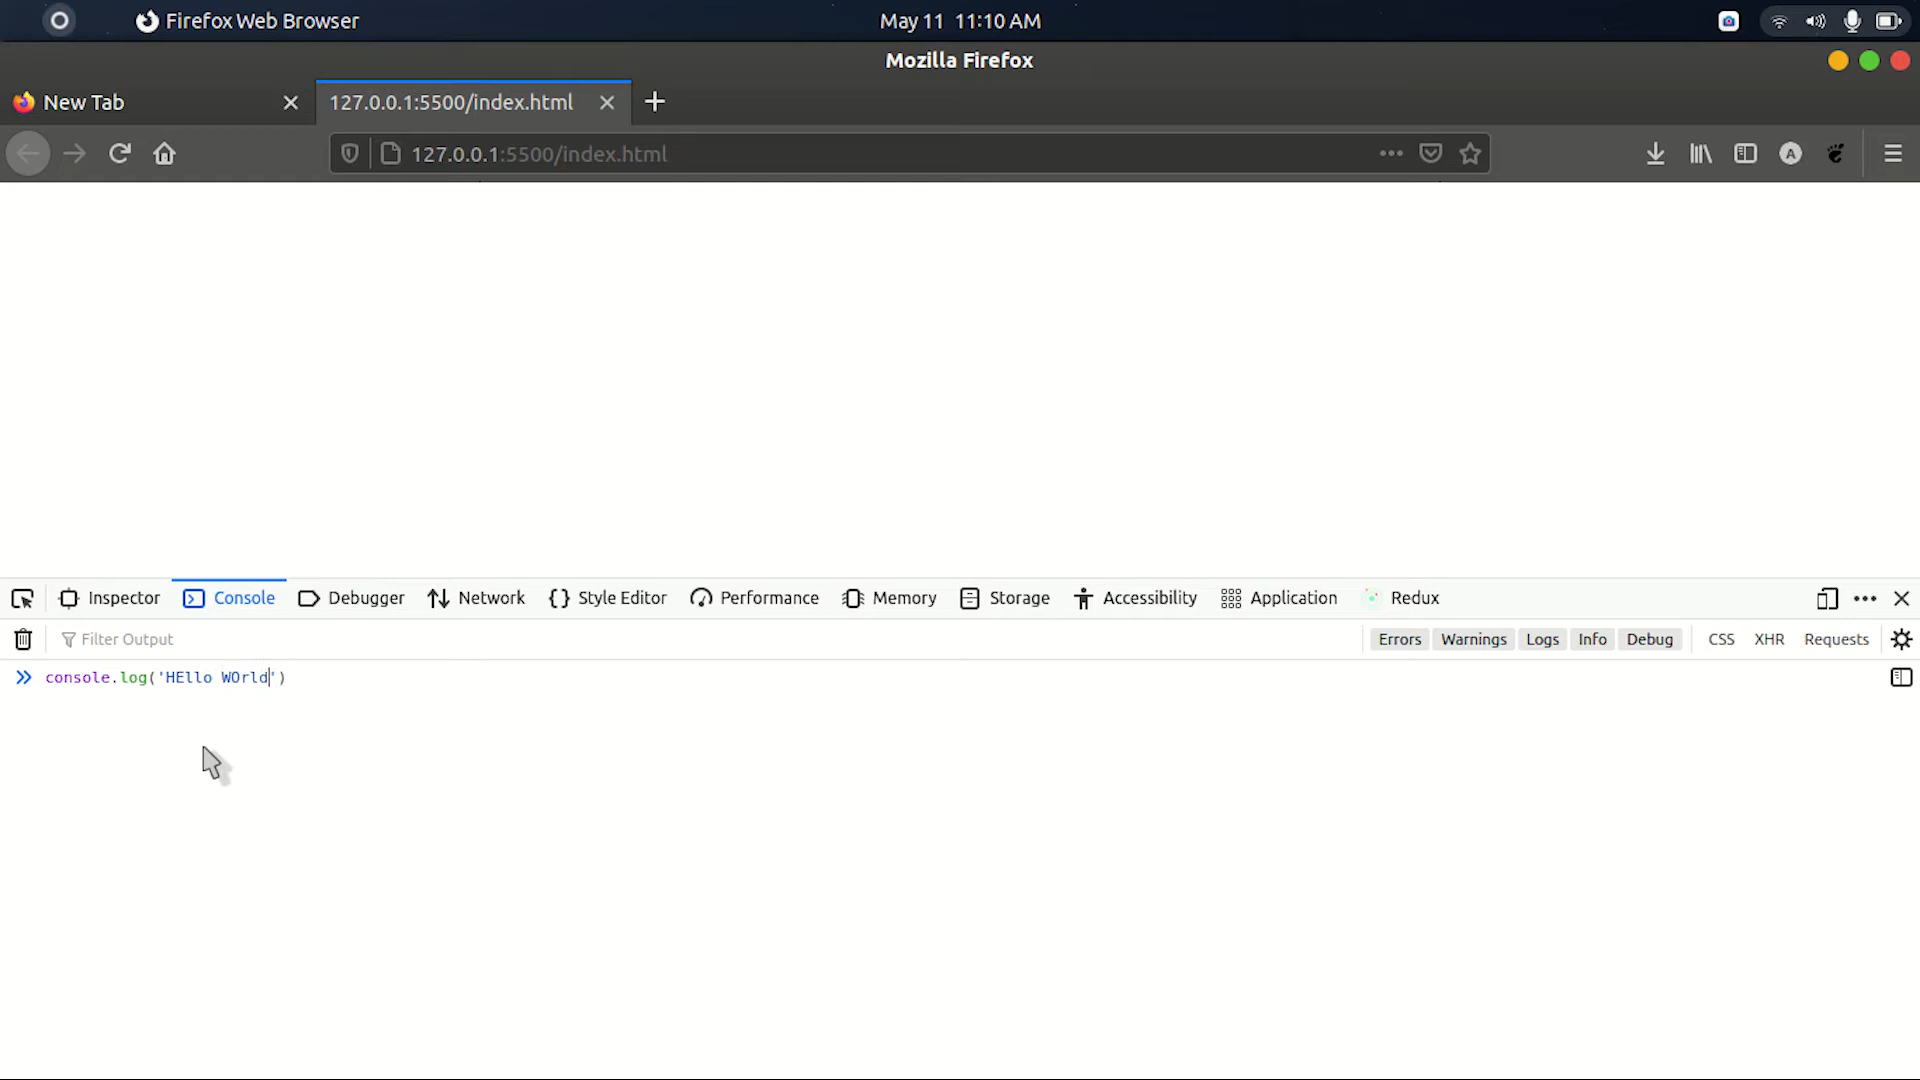 Firefox Web Browser
May 11 11:10 AM
Mozilla Firefox
New Tab
127.0.0.1:5500/index.html
127.0.0.1:5500/index.html
A
Inspector
Console
Debugger
Network
Style Editor
Performance
Memory
Storage
Accessibility
Application
Redux
Filter Output
Errors
Warnings
Logs
Info
Debug
CSS
XHR
Requests
console.log('HEllo WOrld')